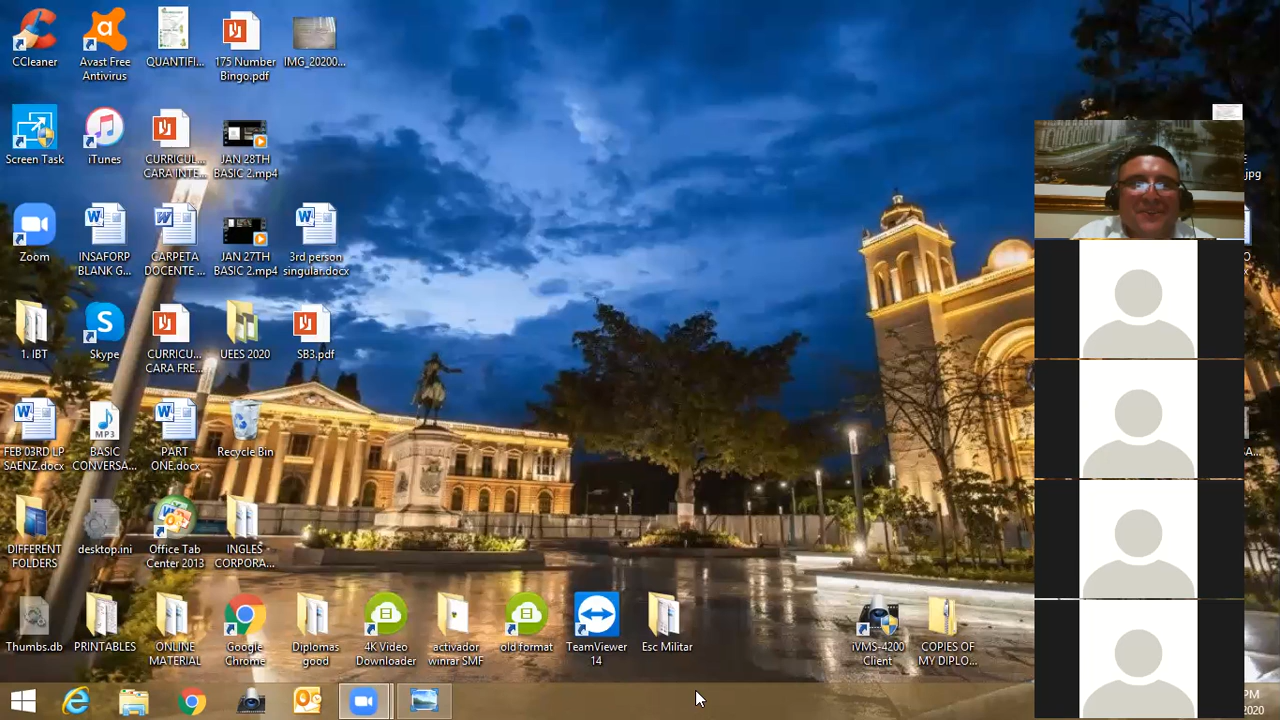 CCleaner
Avast Free
Antivirus
QUANTIFI...
175 Number
Bingo.pdf
IMG_20200...
Screen Task
iTunes
CURRICUL...
CARA INTE...
JAN 28TH
BASIC 2.mp4
.jpg
Zoom
INSAFORP
BLANK G...
CARPETA
DOCENTE ...
JAN 27TH
BASIC 2.mp4
3rd person
singular.docx
1. IBT
Skype
CURRICU...
CARA FRE...
UEES 2020
SB3.pdf
FEB 03RD LP
SAENZ.docx
MP3
BASIC
CONVERSA...
PART
ONE.docx
Recycle Bin
DIFFERENT
FOLDERS
desktop.ini
Office Tab
Center 2013
INGLES
CORPORA...
Thumbs.db
PRINTABLES
ONLINE
MATERIAL
Google
Chrome
Diplomas
good
4K Video
Downloader
activador
winrar SMF
old format
TeamViewer
14
Esc Militar
iVMS-4200
Client
COPIES OF
MY DIPLO...
PM
2020